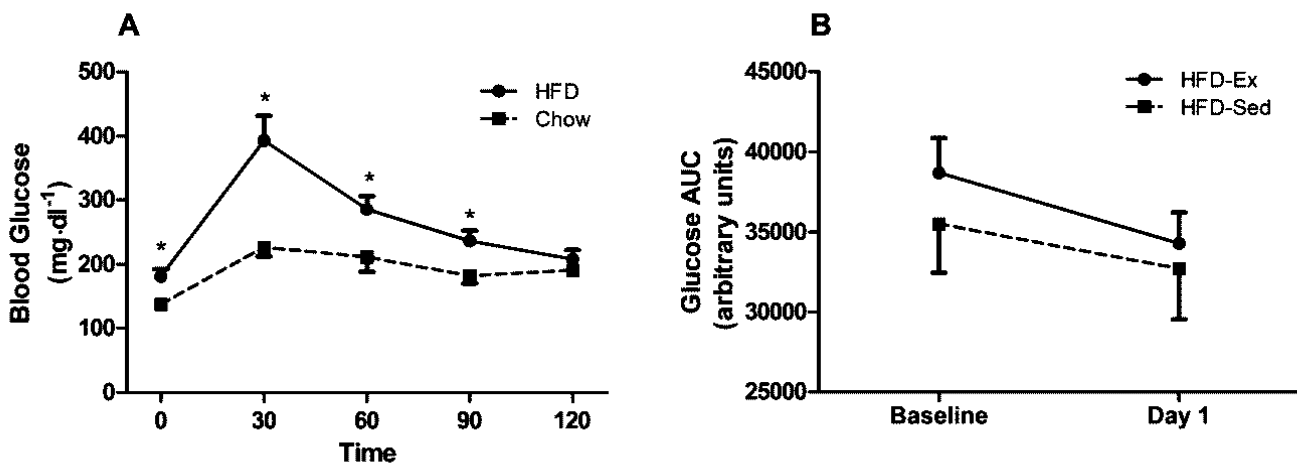 A
Blood Glucose
(mg·dl⁻¹)
500
400
300
200
100
0
HFD
Chow
*
*
*
*
0 30 60 90 120
Time
B
Glucose AUC
(arbitrary units)
45000
40000
35000
30000
25000
HFD-Ex
HFD-Sed
Baseline Day 1